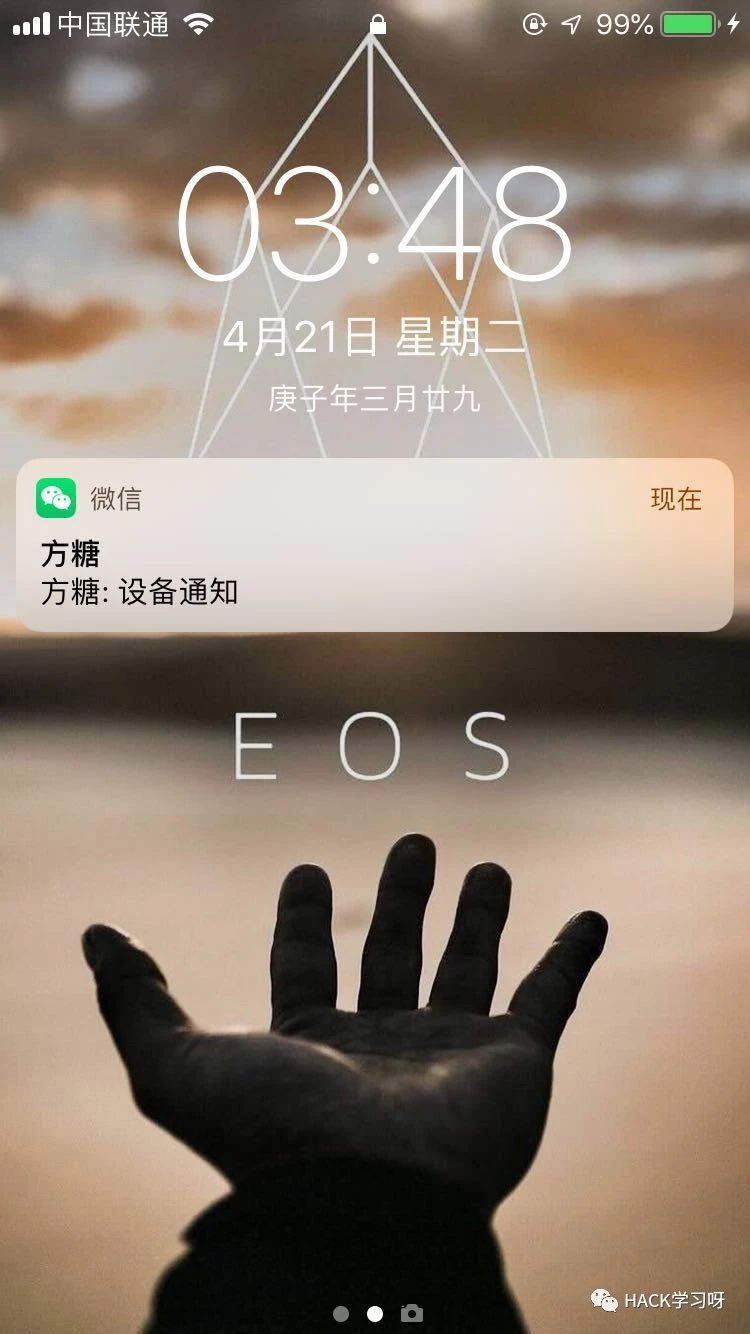 中国联通 99%
03:48
4月21日 星期二
庚子年三月廿九
微信 现在
方糖
方糖: 设备通知
EOS
HACK学习呀